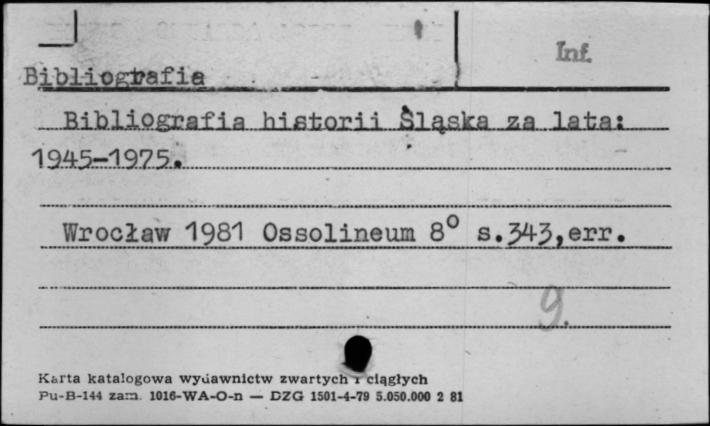 Inf.
Bibliografia
Bibliografia historii Śląska za lata:
1945-1975.
Wrocław 1981 Ossolineum 8° s.343,err.
9.
Karta katalogowa wydawnictw zwartych i ciągłych
Pu-B-144 zam. 1016-WA-O-n — DZG 1501-4-79 5.050.000 2 81